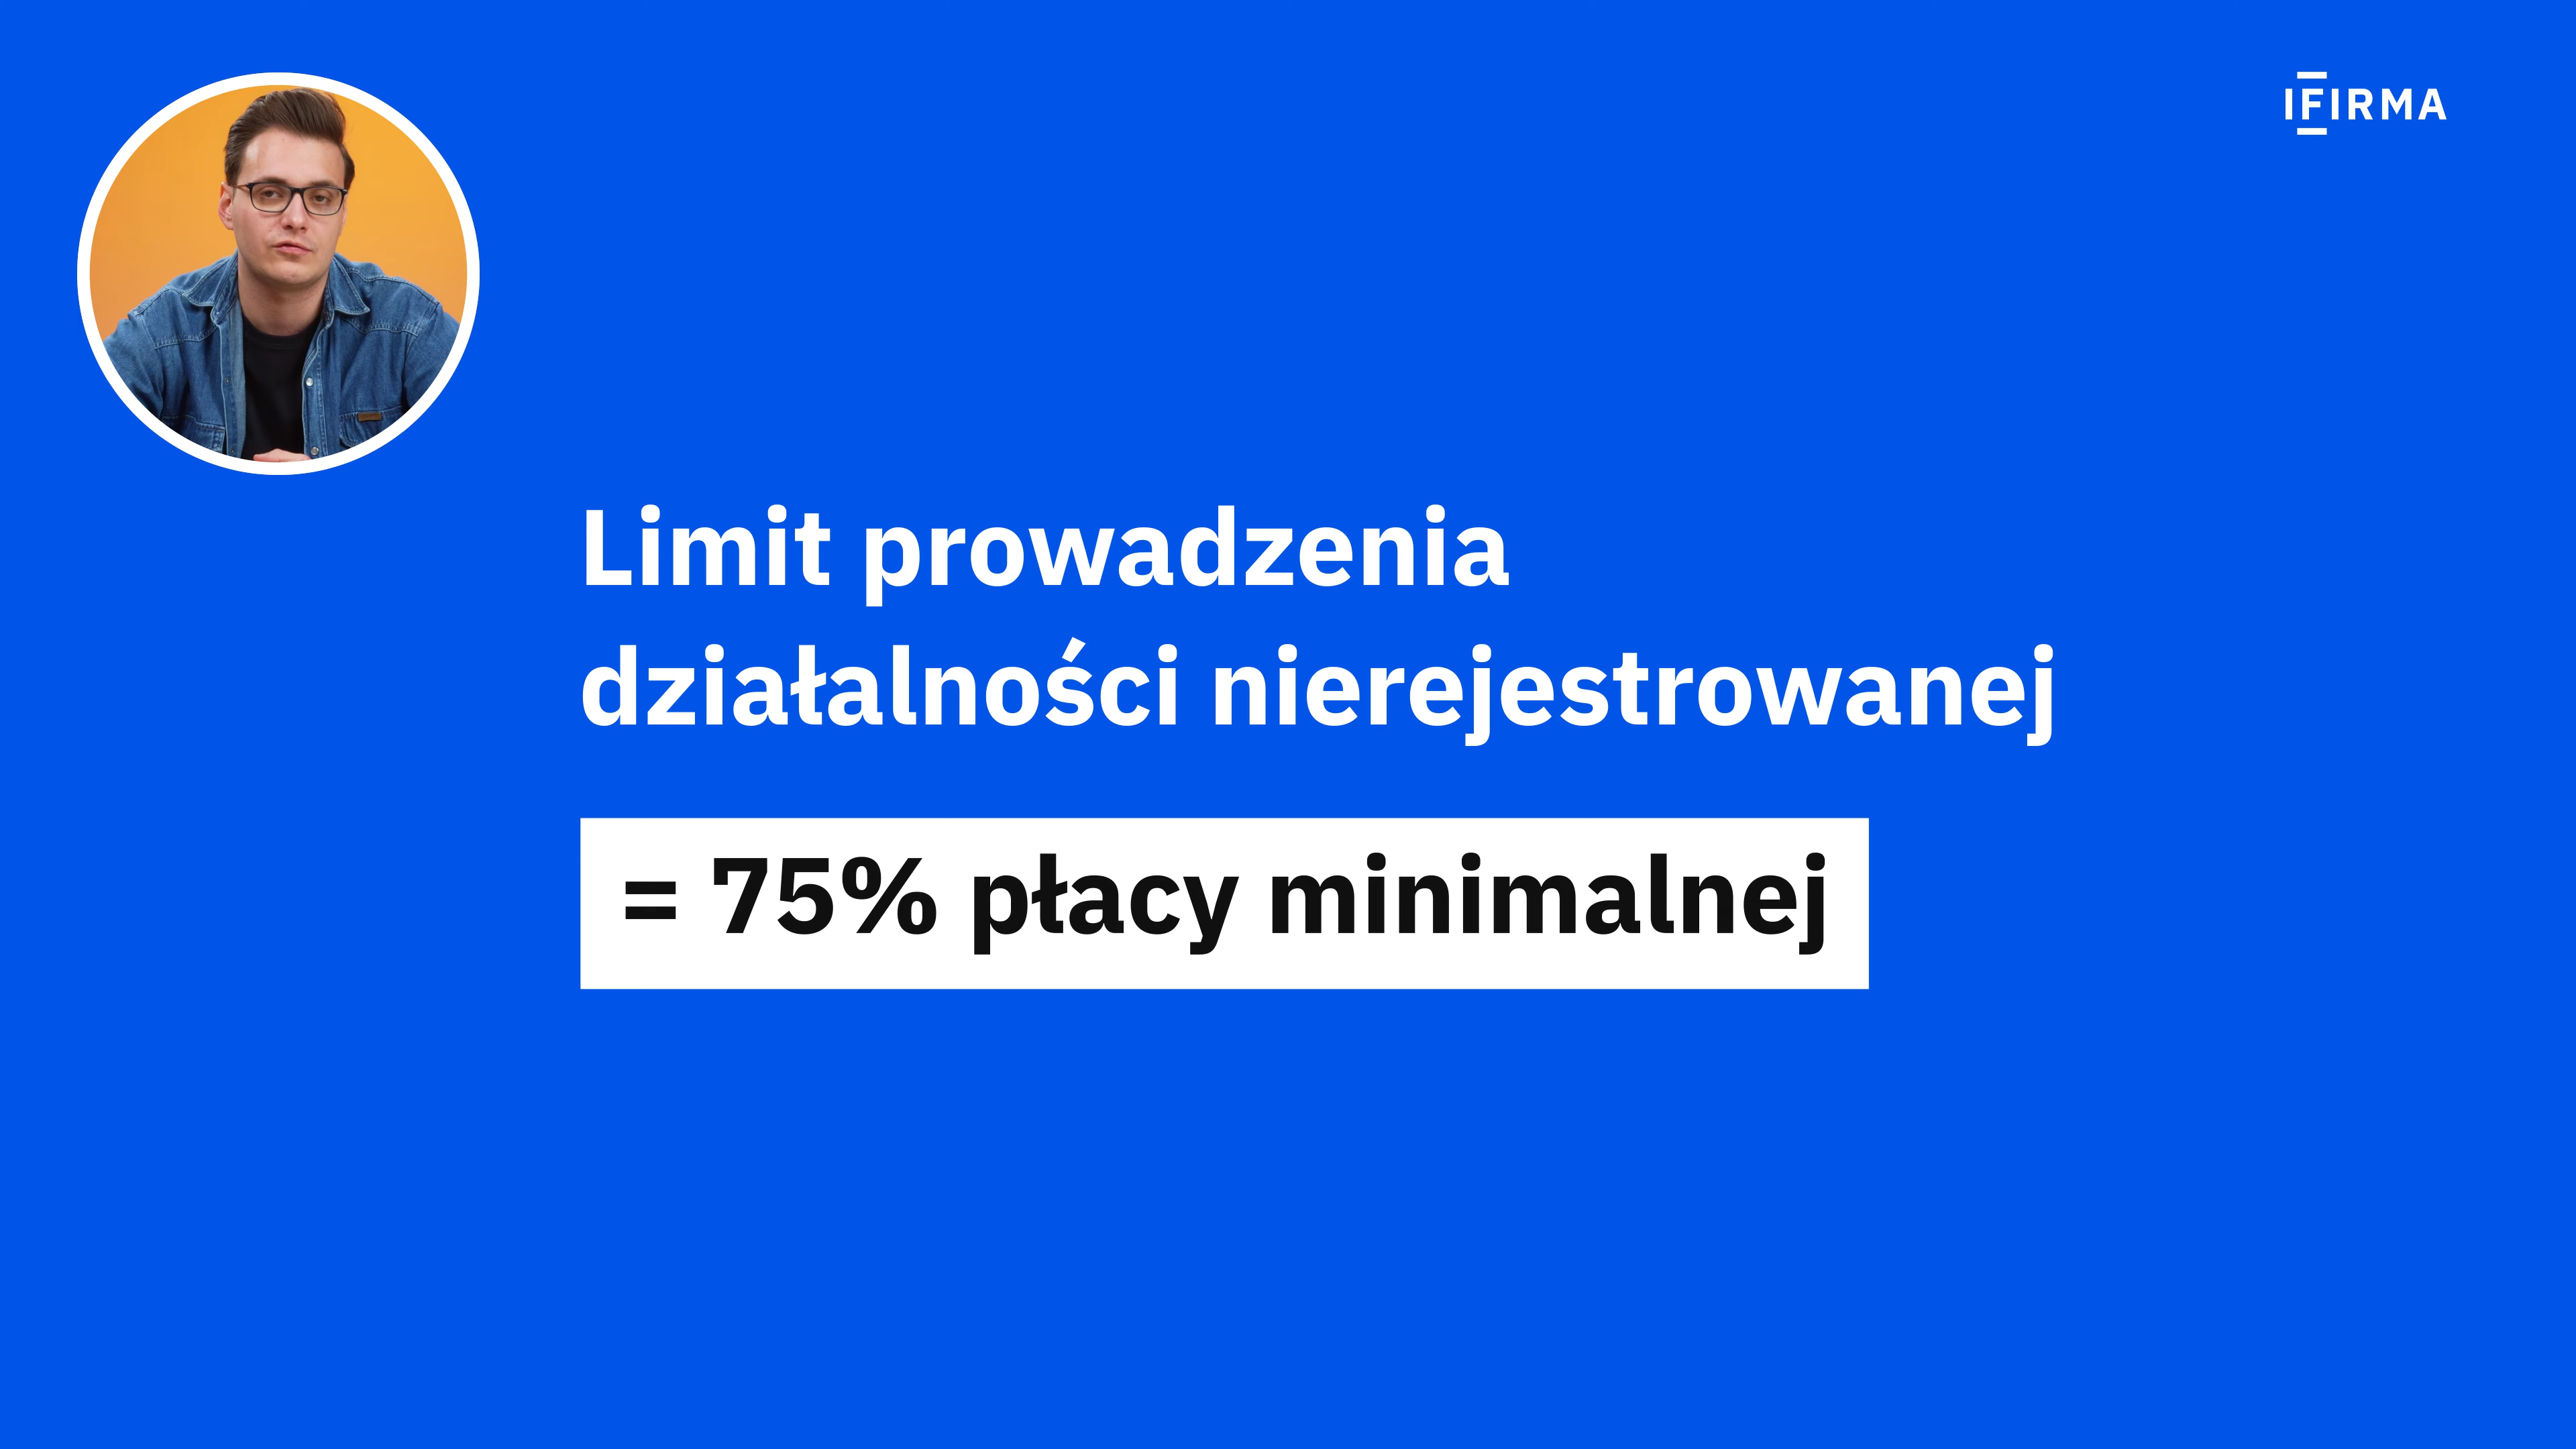 IFIRMA
Limit prowadzenia
działalności nierejestrowanej
= 75% płacy minimalnej